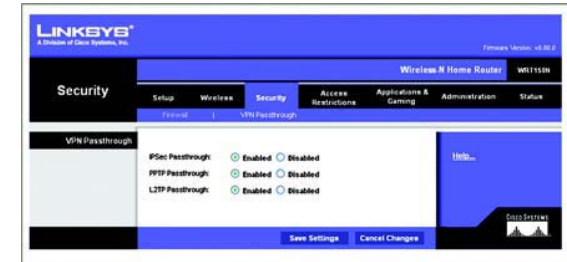 LINKSYS®
A Division of Cisco Systems, Inc.
Firmware Version: v0.00.0
Wireless-N Home Router WRT150N
Security
Setup Wireless Security Access Restrictions Applications & Gaming Administration Status
Firewall | VPN Passthrough
VPN Passthrough
IPSec Passthrough: Enabled Disabled
PPTP Passthrough: Enabled Disabled
L2TP Passthrough: Enabled Disabled
Help...
Save Settings Cancel Changes
CISCO SYSTEMS